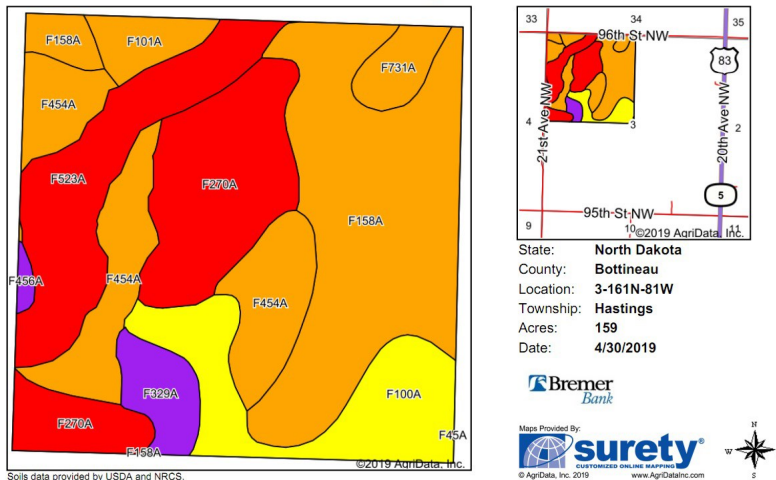 F158A
F101A
F731A
F454A
F523A
F270A
F158A
F456A
F454A
F454A
F329A
F100A
F270A
F45A
F158A
©2019 AgriData, Inc.
Soils data provided by USDA and NRCS.
33
34
35
96th St NW
83
21st Ave NW
20th Ave NW
4
3
2
5
95th St NW
9
10
11
©2019 AgriData, Inc.
State: North Dakota
County: Bottineau
Location: 3-161N-81W
Township: Hastings
Acres: 159
Date: 4/30/2019
Bremer
Bank
Maps Provided By:
surety®
CUSTOMIZED ONLINE MAPPING
© AgriData, Inc. 2019 www.AgriDataInc.com
N
W
E
S